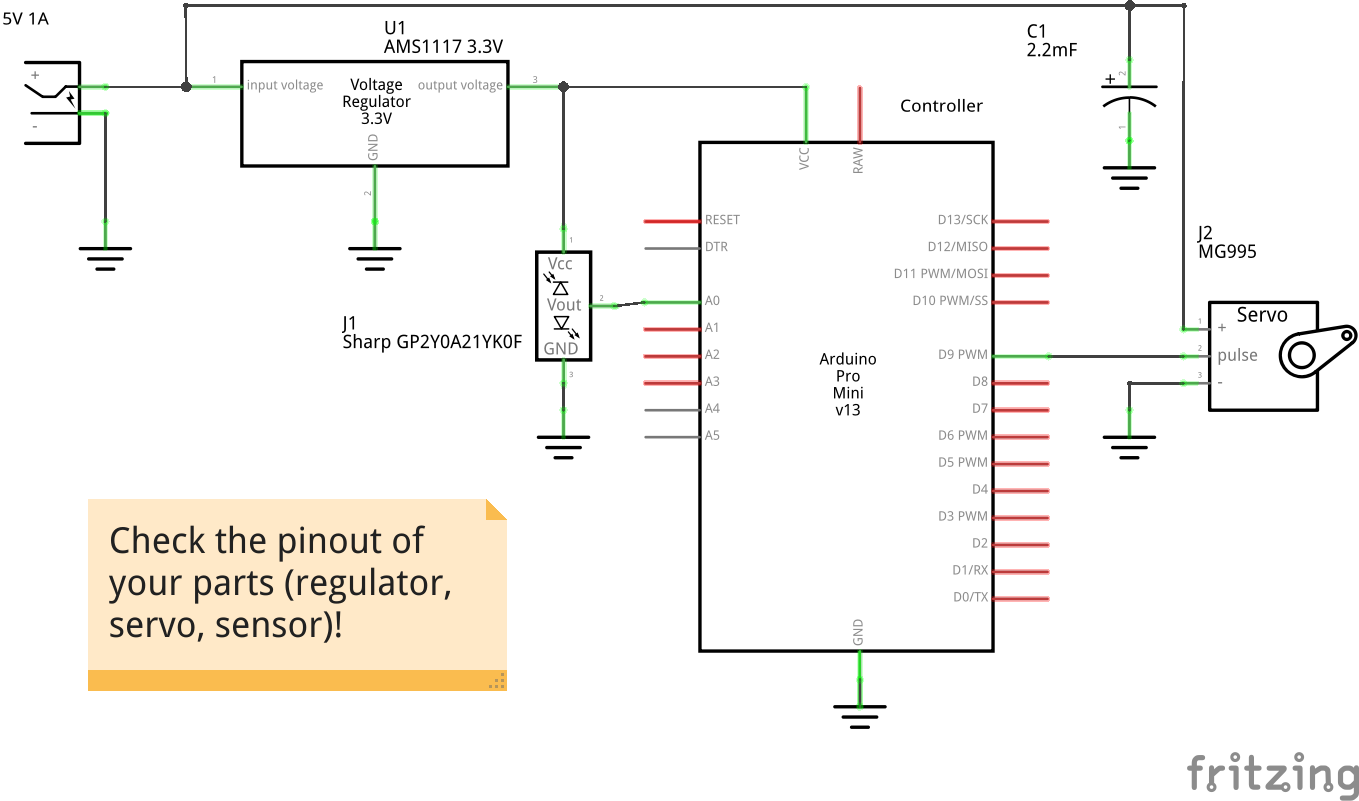 5V 1A
+
-
U1
AMS1117 3.3V
1
input voltage
Voltage
Regulator
3.3V
output voltage
3
GND
2
C1
2.2mF
+
2
1
Controller
VCC
RAW
RESET
DTR
A0
A1
A2
A3
A4
A5
Arduino
Pro
Mini
v13
D13/SCK
D12/MISO
D11 PWM/MOSI
D10 PWM/SS
D9 PWM
D8
D7
D6 PWM
D5 PWM
D4
D3 PWM
D2
D1/RX
D0/TX
GND
J1
Sharp GP2Y0A21YK0F
1
Vcc
Vout
2
GND
3
J2
MG995
Servo
1
+
2
pulse
3
-
Check the pinout of
your parts (regulator,
servo, sensor)!
fritzing